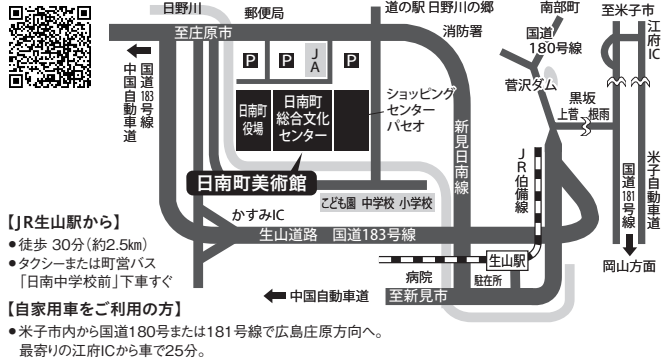 日野川
郵便局
道の駅 日野川の郷
消防署
南部町
至米子市
江府IC
至庄原市
国道
180号線
P
P
JA
P
国道183号線
中国自動車道
菅沢ダム
黒坂
上菅
根雨
日南町
役場
日南町
総合文化
センター
ショッピング
センター
パセオ
新見日南線
JR伯備線
国道181号線
米子自動車道
日南町美術館
こども園 中学校 小学校
かすみIC
生山道路 国道183号線
生山駅
岡山方面
病院
駐在所
中国自動車道
至新見市
【JR生山駅から】
●徒歩 30分（約2.5㎞）
●タクシーまたは町営バス
「日南中学校前」下車すぐ
【自家用車をご利用の方】
●米子市内から国道180号または181号線で広島庄原方向へ。
最寄りの江府ICから車で25分。